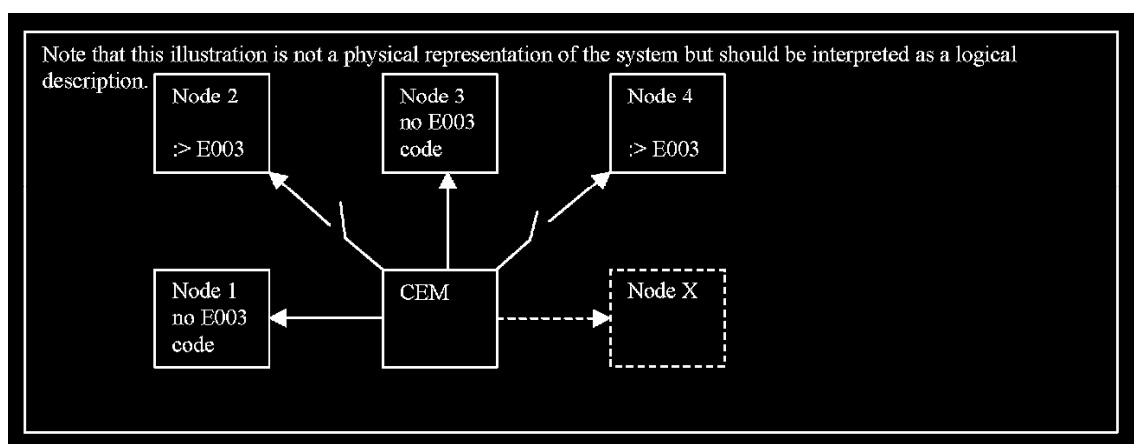 Note that this illustration is not a physical representation of the system but should be interpreted as a logical
description.
Node 2
:> E003
Node 3
no E003
code
Node 4
:> E003
Node 1
no E003
code
CEM
Node X